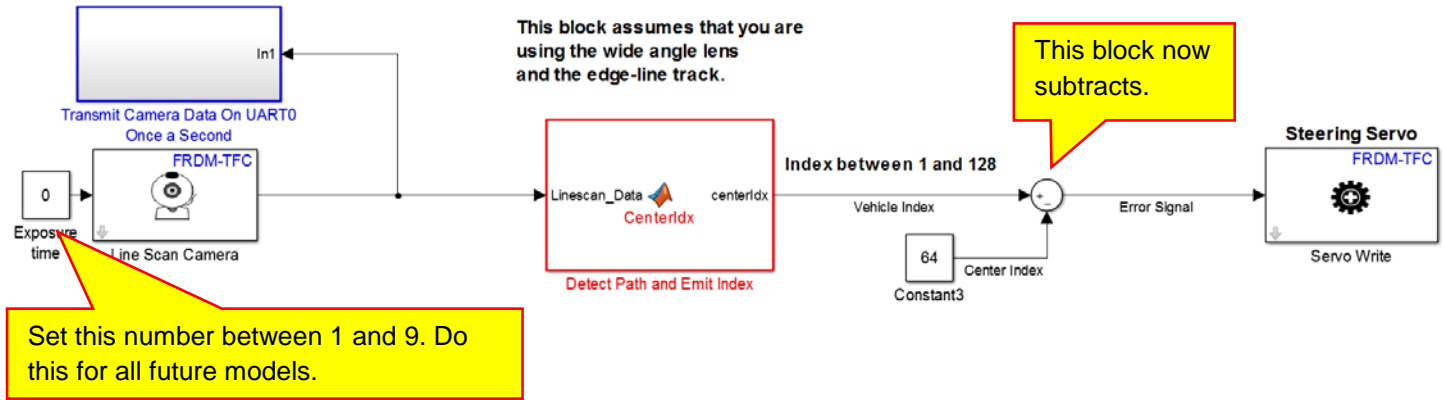 This block assumes that you are
using the wide angle lens
and the edge-line track.
This block now
subtracts.
In1
Transmit Camera Data On UART0
Once a Second
FRDM-TFC
0
Exposure
time
Line Scan Camera
Linescan_Data
centerIdx
CenterIdx
Detect Path and Emit Index
Index between 1 and 128
Vehicle Index
64
Center Index
Constant3
+
-
Error Signal
Steering Servo
FRDM-TFC
Servo Write
Set this number between 1 and 9. Do
this for all future models.